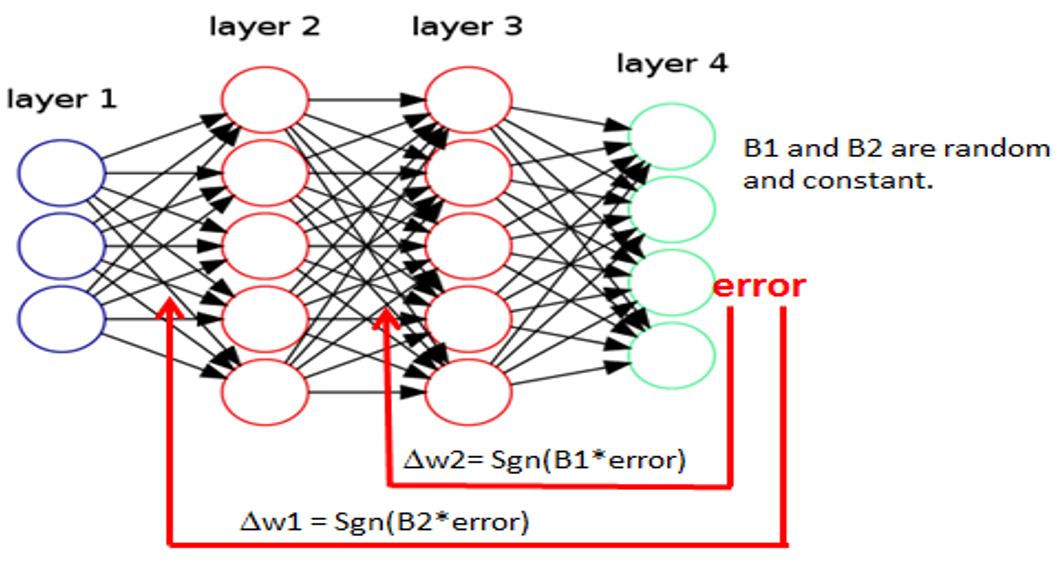 layer 1
layer 2
layer 3
layer 4
B1 and B2 are random
and constant.
error
Δw2= Sgn(B1*error)
Δw1 = Sgn(B2*error)